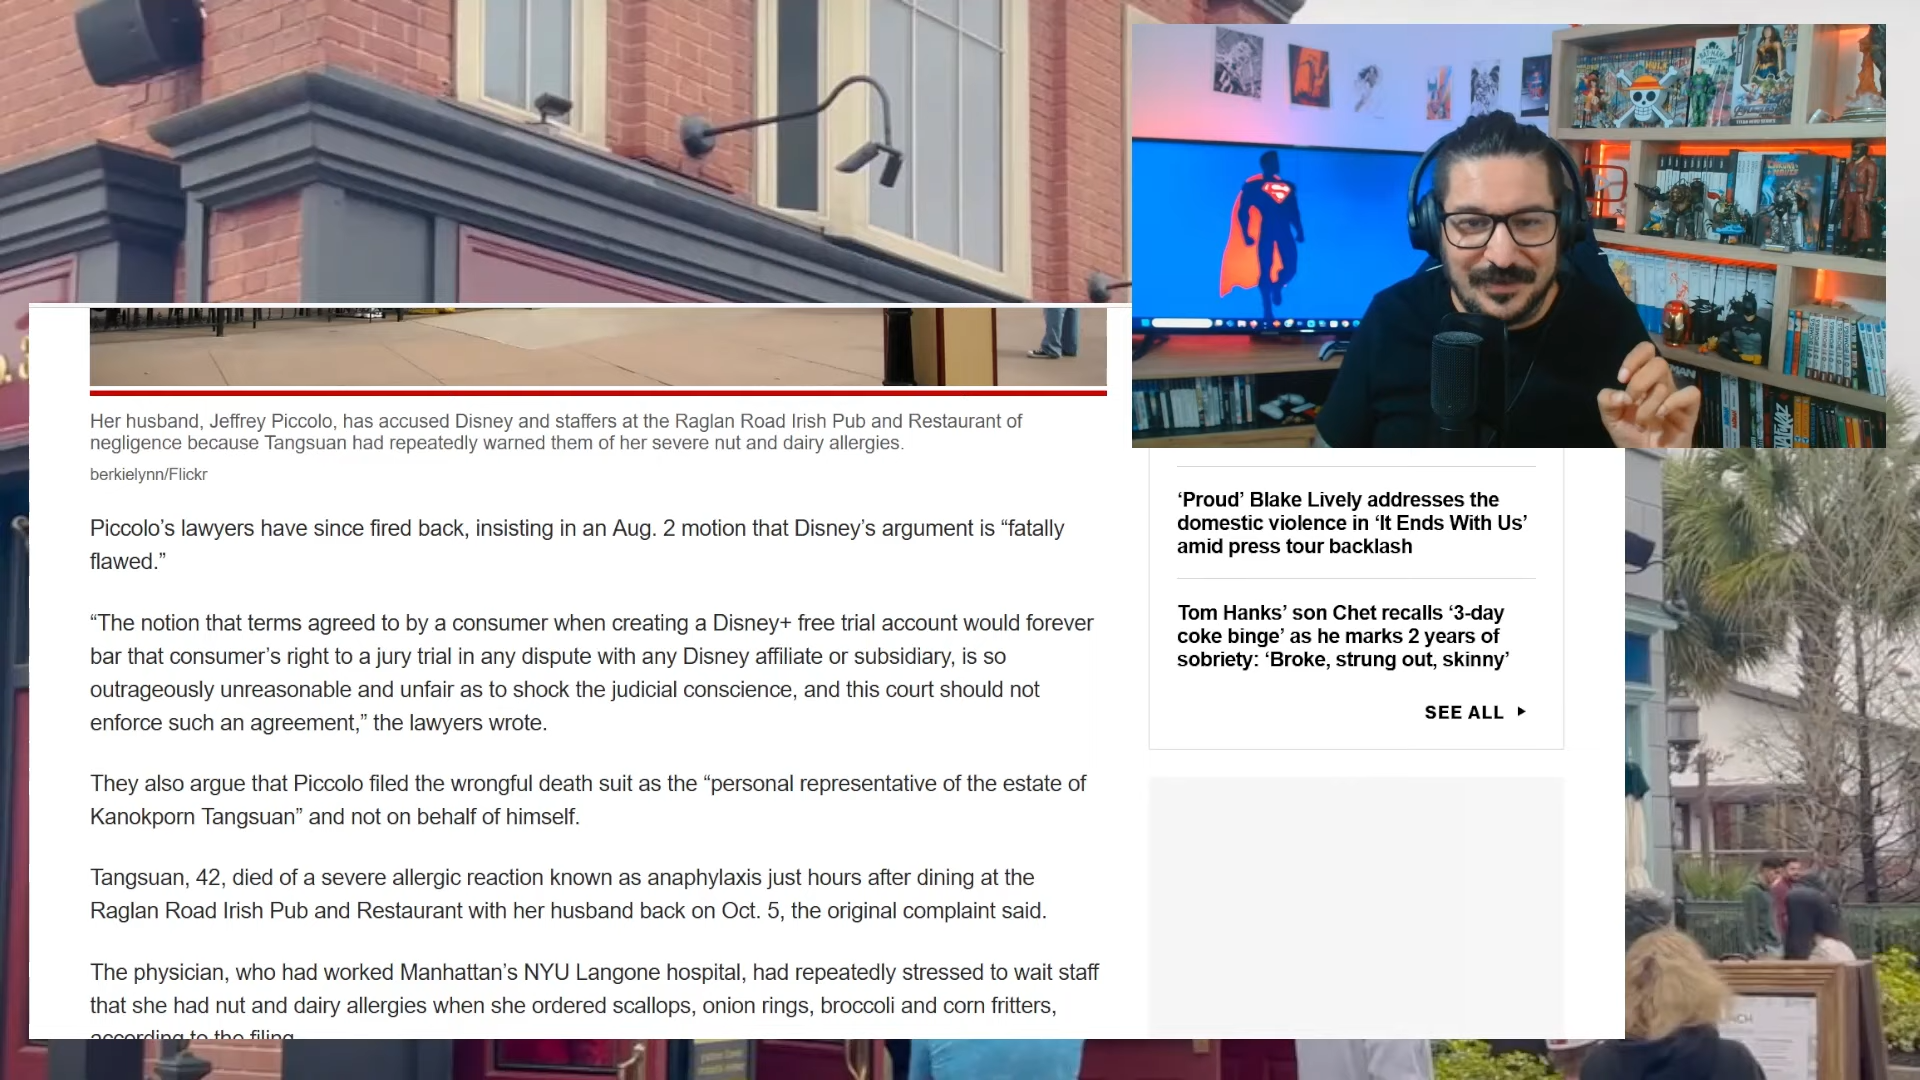 Her husband, Jeffrey Piccolo, has accused Disney and staffers at the Raglan Road Irish Pub and Restaurant of
negligence because Tangsuan had repeatedly warned them of her severe nut and dairy allergies.
berkielynn/Flickr
Piccolo’s lawyers have since fired back, insisting in an Aug. 2 motion that Disney’s argument is “fatally
flawed.”
“The notion that terms agreed to by a consumer when creating a Disney+ free trial account would forever
bar that consumer’s right to a jury trial in any dispute with any Disney affiliate or subsidiary, is so
outrageously unreasonable and unfair as to shock the judicial conscience, and this court should not
enforce such an agreement,” the lawyers wrote.
They also argue that Piccolo filed the wrongful death suit as the “personal representative of the estate of
Kanokporn Tangsuan” and not on behalf of himself.
Tangsuan, 42, died of a severe allergic reaction known as anaphylaxis just hours after dining at the
Raglan Road Irish Pub and Restaurant with her husband back on Oct. 5, the original complaint said.
The physician, who had worked Manhattan’s NYU Langone hospital, had repeatedly stressed to wait staff
that she had nut and dairy allergies when she ordered scallops, onion rings, broccoli and corn fritters,
according to the filing.
‘Proud’ Blake Lively addresses the
domestic violence in ‘It Ends With Us’
amid press tour backlash
Tom Hanks’ son Chet recalls ‘3-day
coke binge’ as he marks 2 years of
sobriety: ‘Broke, strung out, skinny’
SEE ALL